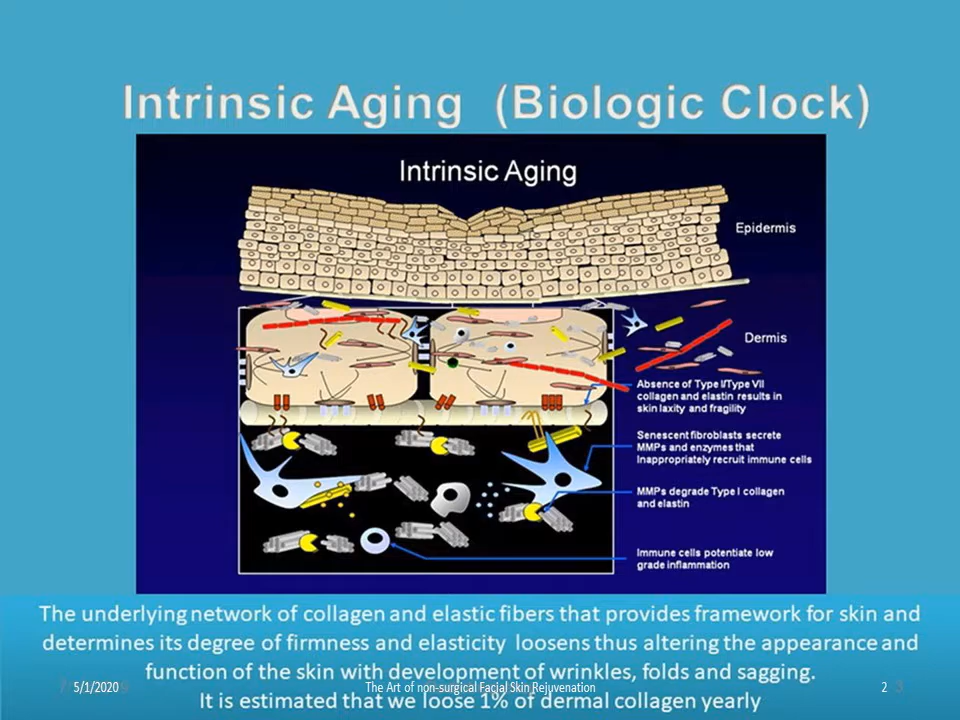 Intrinsic Aging (Biologic Clock)
Intrinsic Aging
Epidermis
Dermis
Absence of Type I/Type VII
collagen and elastin results in
skin laxity and fragility
Senescent fibroblasts secrete
MMPs and enzymes that
Inappropriately recruit immune cells
MMPs degrade Type I collagen
and elastin
Immune cells potentiate low
grade inflammation
The underlying network of collagen and elastic fibers that provides framework for skin and
determines its degree of firmness and elasticity loosens thus altering the appearance and
function of the skin with development of wrinkles, folds and sagging.
5/1/2020 The Art of non-surgical Facial Skin Rejuvenation 2 3
It is estimated that we loose 1% of dermal collagen yearly